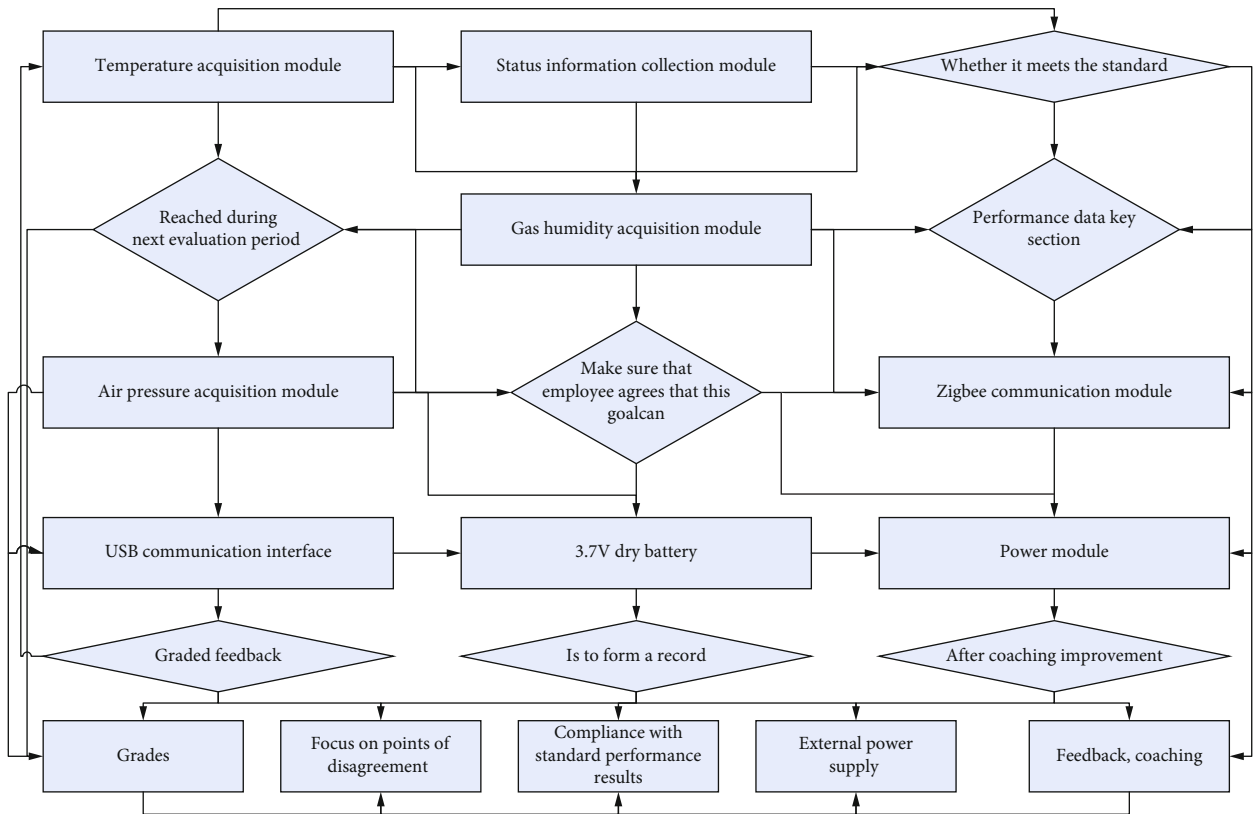 Temperature acquisition module
Status information collection module
Whether it meets the standard
Reached during
next evaluation period
Gas humidity acquisition module
Performance data key
section
Air pressure acquisition module
Make sure that
employee agrees that this
goalcan
Zigbee communication module
USB communication interface
3.7V dry battery
Power module
Graded feedback
Is to form a record
After coaching improvement
Grades
Focus on points of
disagreement
Compliance with
standard performance
results
External power
supply
Feedback, coaching